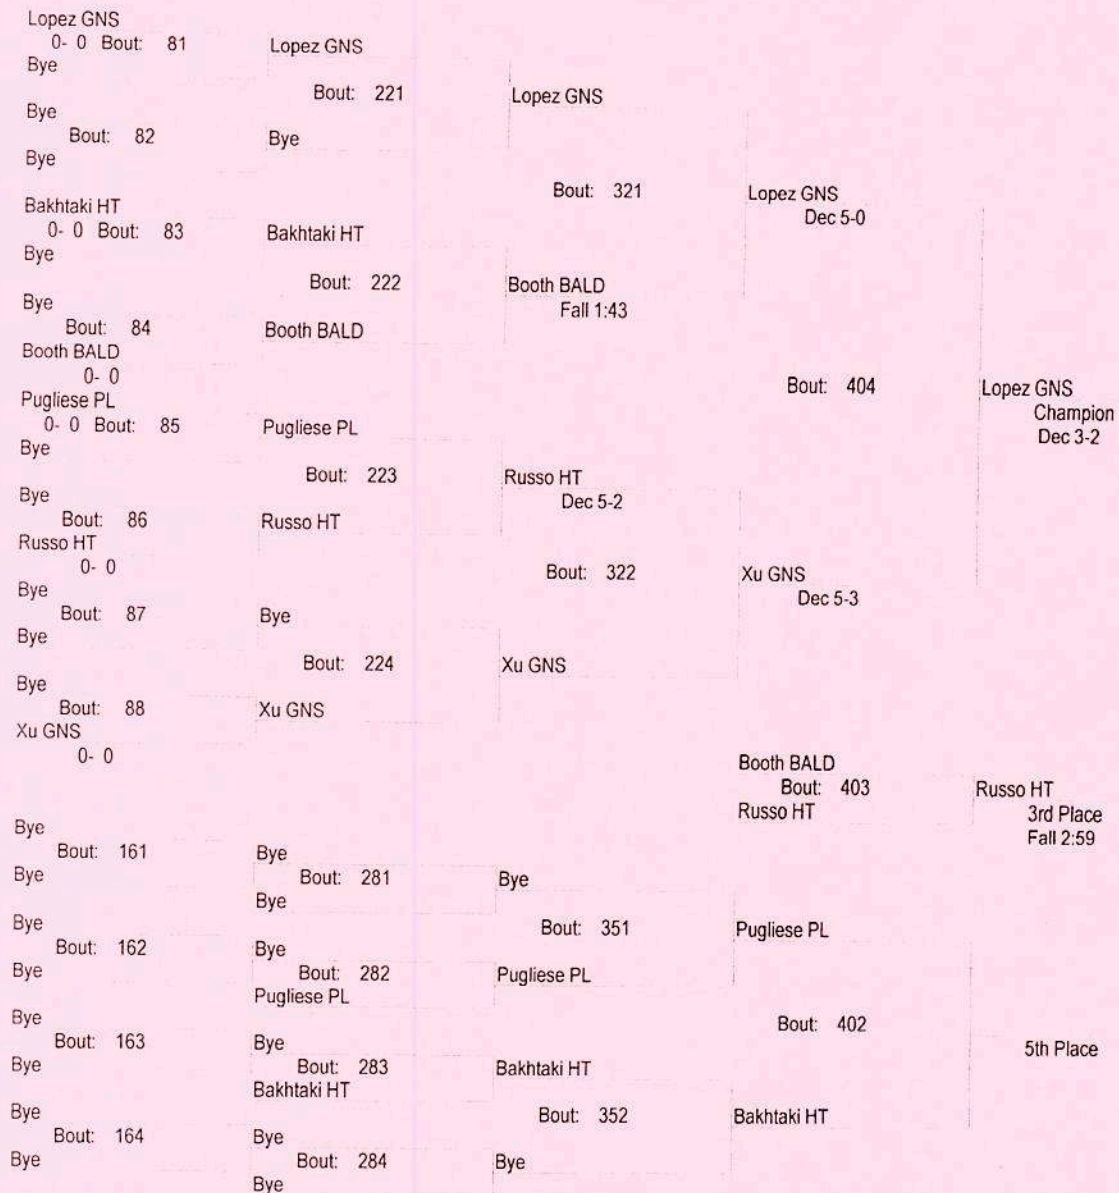 Lopez GNS
0- 0 Bout: 81
Bye
Bye
Bout: 82
Bye
Bakhtaki HT
0- 0 Bout: 83
Bye
Bye
Bout: 84
Booth BALD
0- 0
Pugliese PL
0- 0 Bout: 85
Bye
Bye
Bout: 86
Russo HT
0- 0
Bye
Bout: 87
Bye
Bye
Bout: 88
Xu GNS
0- 0
Lopez GNS
Bout: 221
Bye
Bakhtaki HT
Bout: 222
Booth BALD
Pugliese PL
Bout: 223
Russo HT
Bye
Bout: 224
Xu GNS
Lopez GNS
Bout: 321
Booth BALD
Fall 1:43
Russo HT
Dec 5-2
Bout: 322
Xu GNS
Lopez GNS
Dec 5-0
Bout: 404
Xu GNS
Dec 5-3
Lopez GNS
Champion
Dec 3-2
Booth BALD
Bout: 403
Russo HT
Russo HT
3rd Place
Fall 2:59
Bye
Bout: 161
Bye
Bye
Bout: 162
Bye
Bye
Bout: 163
Bye
Bye
Bout: 164
Bye
Bye
Bout: 281
Bye
Bye
Bout: 282
Pugliese PL
Bye
Bout: 283
Bakhtaki HT
Bye
Bout: 284
Bye
Bye
Bout: 351
Pugliese PL
Bakhtaki HT
Bout: 352
Bye
Pugliese PL
Bout: 402
Bakhtaki HT
5th Place